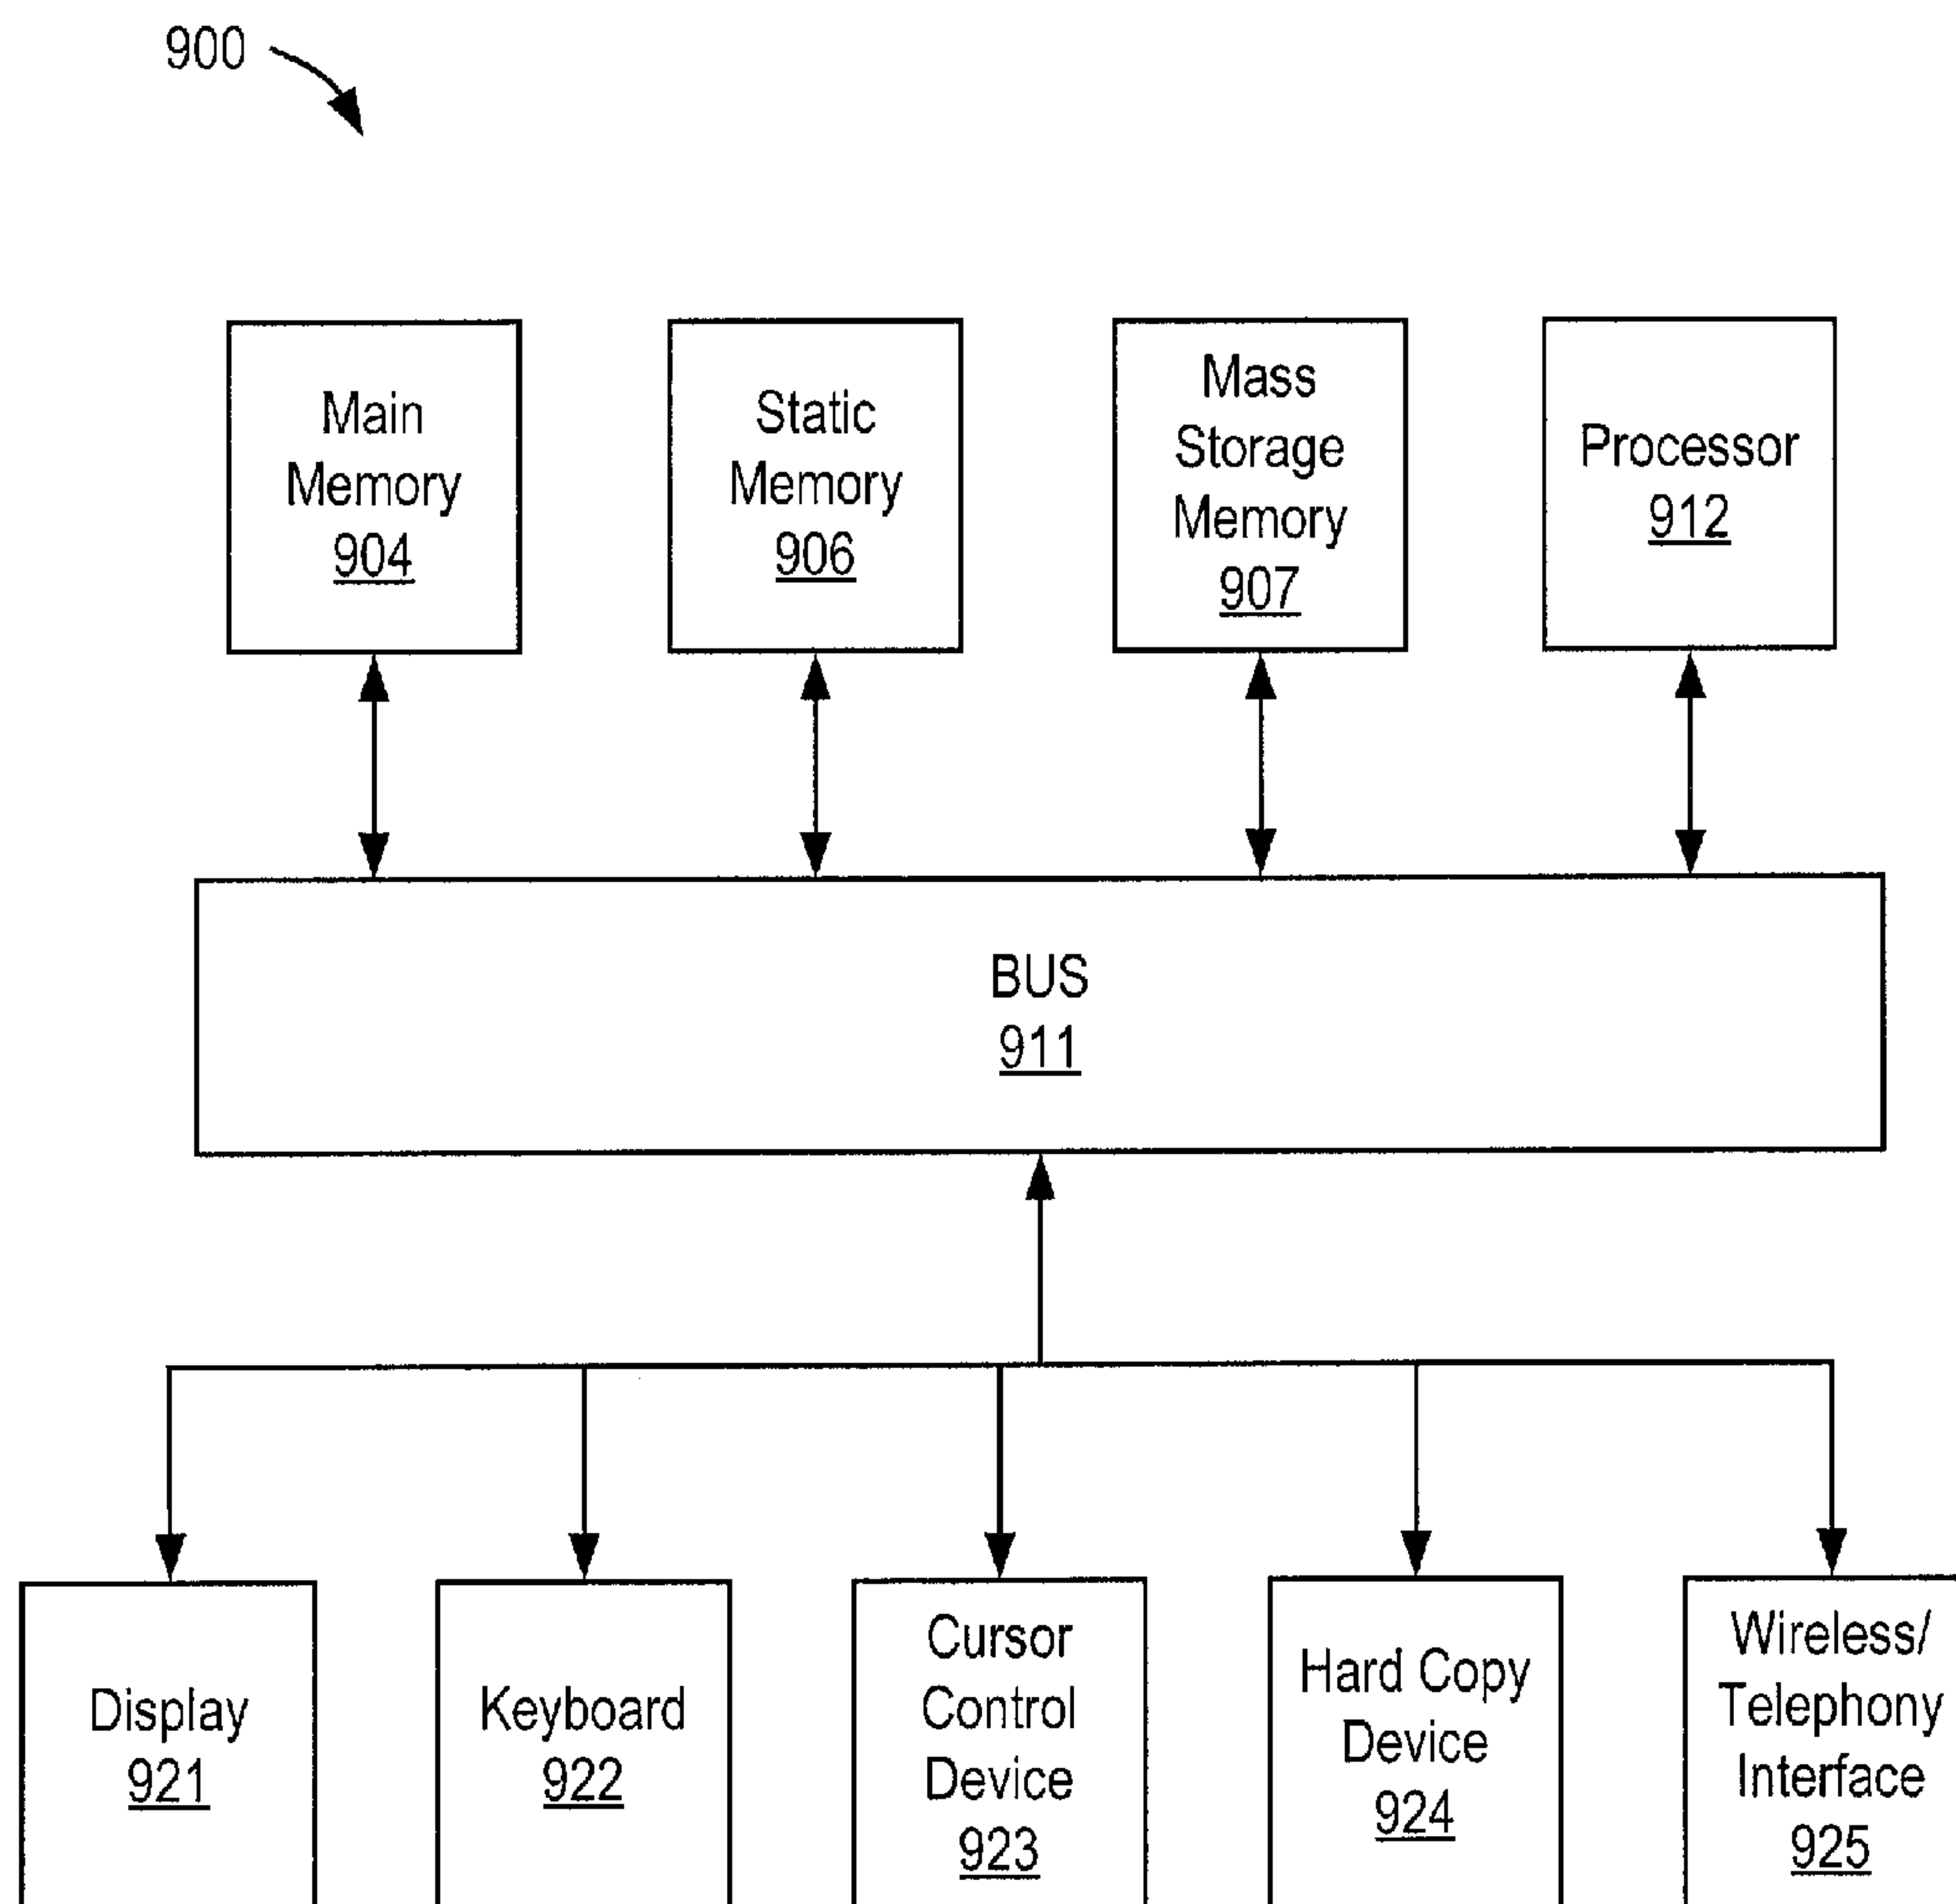 900
Main
Memory
904
Static
Memory
906
Mass
Storage
Memory
907
Processor
912
BUS
911
Display
921
Keyboard
922
Cursor
Control
Device
923
Hard Copy
Device
924
Wireless/
Telephony
Interface
925